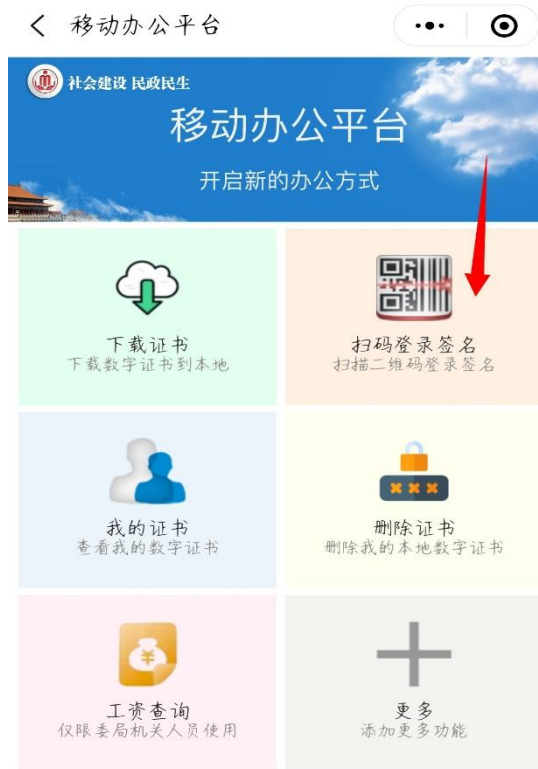 移动办公平台
社会建设 民政民生
移动办公平台
开启新的办公方式
下载证书
下载数字证书到本地
扫码登录签名
扫描二维码登录签名
我的证书
查看我的数字证书
删除证书
删除我的本地数字证书
工资查询
仅限委局机关人员使用
更多
添加更多功能